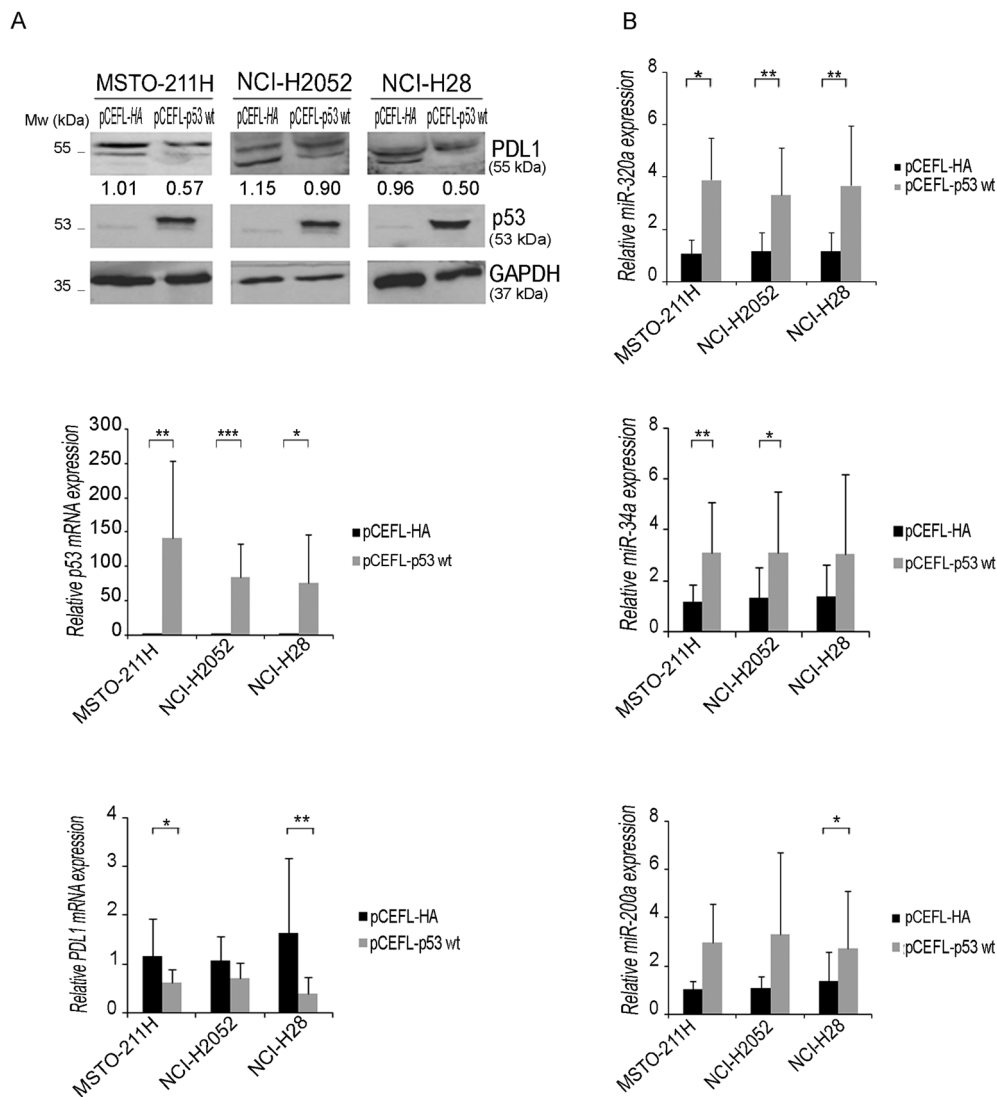 A
MSTO-211H NCI-H2052 NCI-H28
Mw (kDa) pCEFL-HA pCEFL-p53 wt pCEFL-HA pCEFL-p53 wt pCEFL-HA pCEFL-p53 wt
55 _ PDL1
(55 kDa)
1.01 0.57 1.15 0.90 0.96 0.50
53 _ p53
(53 kDa)
35 _ GAPDH
(37 kDa)
Relative p53 mRNA expression
300
250
200
150
100
50
0
** *** *
MSTO-211H
NCI-H2052
NCI-H28
pCEFL-HA
pCEFL-p53 wt
Relative PDL1 mRNA expression
4
3
2
1
0
* **
MSTO-211H
NCI-H2052
NCI-H28
pCEFL-HA
pCEFL-p53 wt
B
Relative miR-320a expression
8
6
4
2
0
* ** **
MSTO-211H
NCI-H2052
NCI-H28
pCEFL-HA
pCEFL-p53 wt
Relative miR-34a expression
8
6
4
2
0
** *
MSTO-211H
NCI-H2052
NCI-H28
pCEFL-HA
pCEFL-p53 wt
Relative miR-200a expression
8
6
4
2
0
*
MSTO-211H
NCI-H2052
NCI-H28
pCEFL-HA
pCEFL-p53 wt